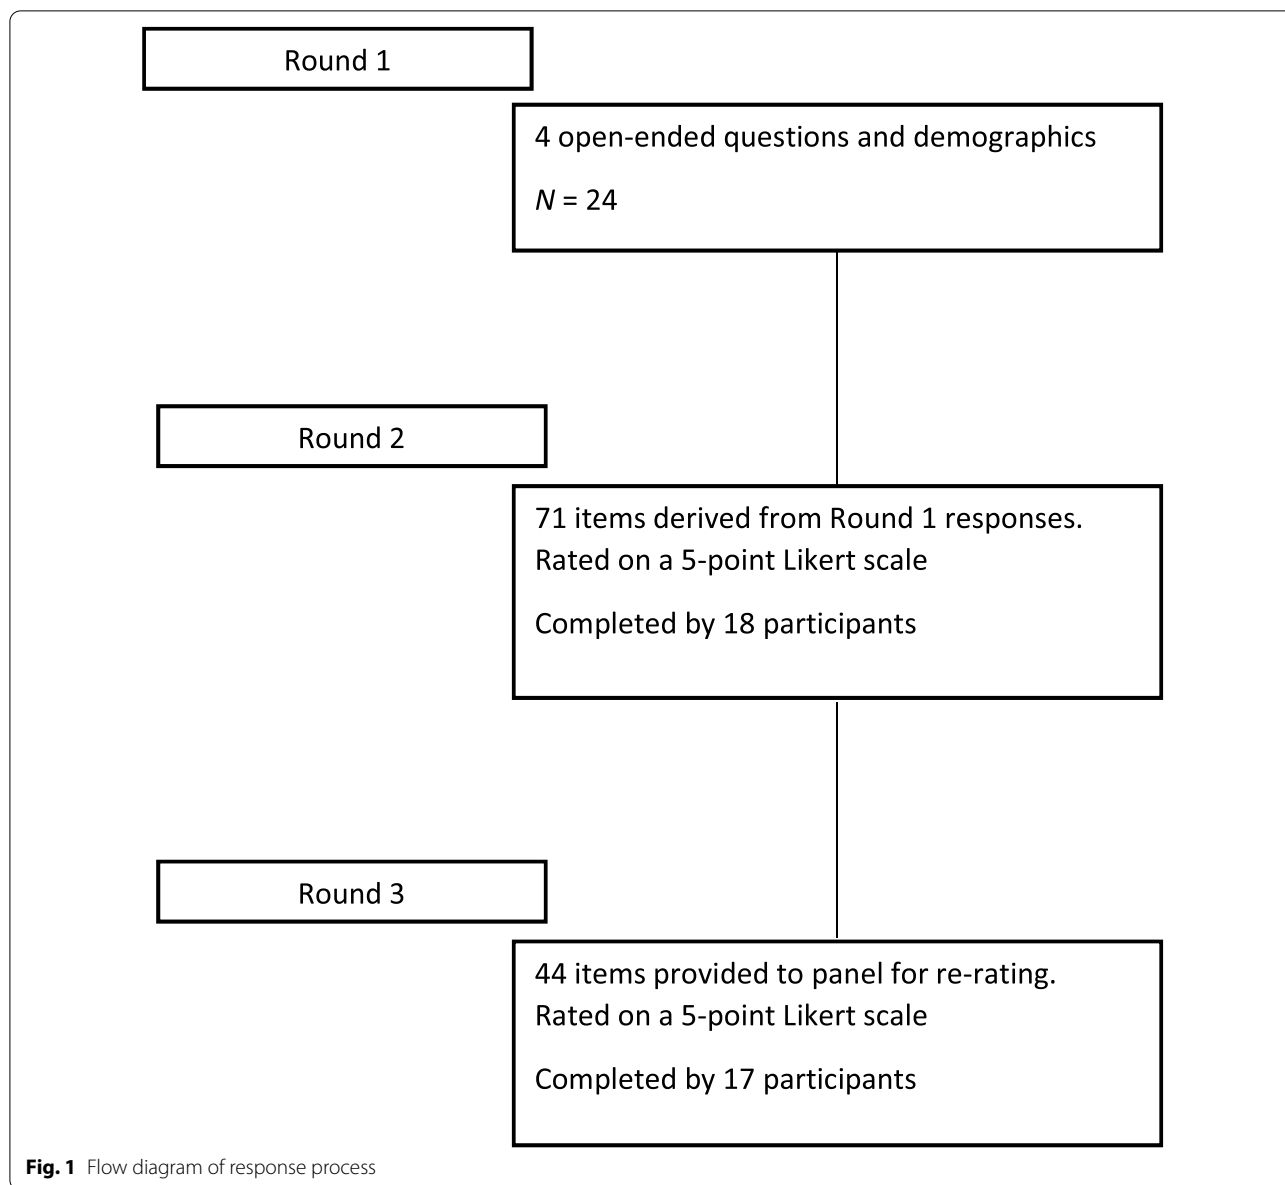 Round 1
4 open-ended questions and demographics
N = 24
Round 2
71 items derived from Round 1 responses.
Rated on a 5-point Likert scale
Completed by 18 participants
Round 3
44 items provided to panel for re-rating.
Rated on a 5-point Likert scale
Completed by 17 participants
Fig. 1 Flow diagram of response process